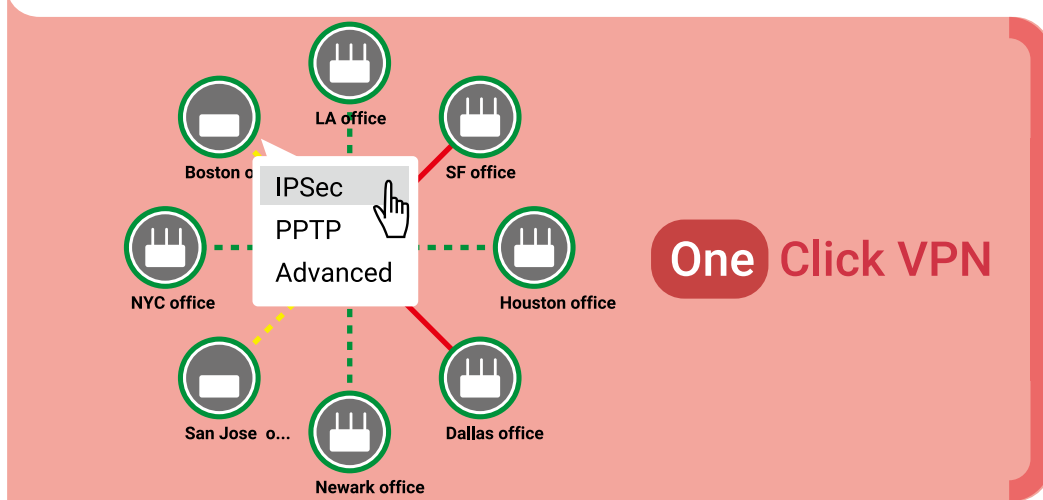 LA office
Boston o
SF office
IPSec
PPTP
Advanced
NYC office
Houston office
San Jose o...
Dallas office
Newark office
One Click VPN